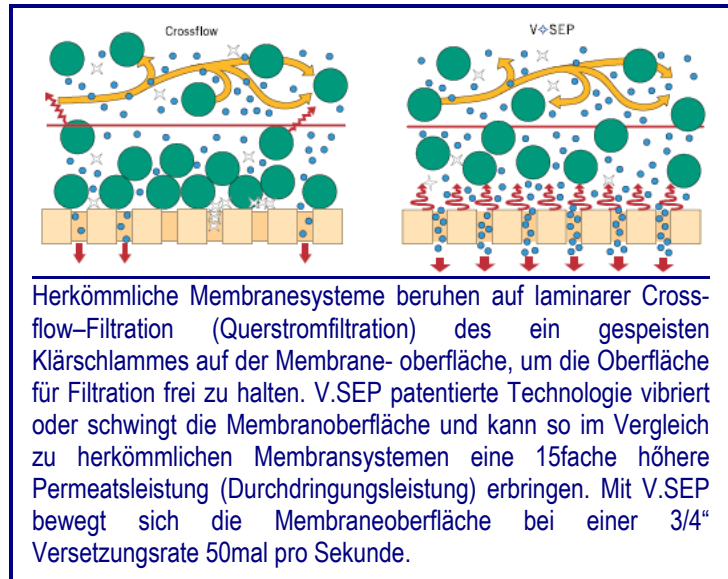 Crossflow
V✧SEP
Herkömmliche Membranesysteme beruhen auf laminarer Cross-
flow–Filtration (Querstromfiltration) des ein gespeisten
Klärschlammes auf der Membrane- oberfläche, um die Oberfläche
für Filtration frei zu halten. V.SEP patentierte Technologie vibriert
oder schwingt die Membranoberfläche und kann so im Vergleich
zu herkömmlichen Membransystemen eine 15fache höhere
Permeatsleistung (Durchdringungsleistung) erbringen. Mit V.SEP
bewegt sich die Membraneoberfläche bei einer 3/4“
Versetzungsrate 50mal pro Sekunde.